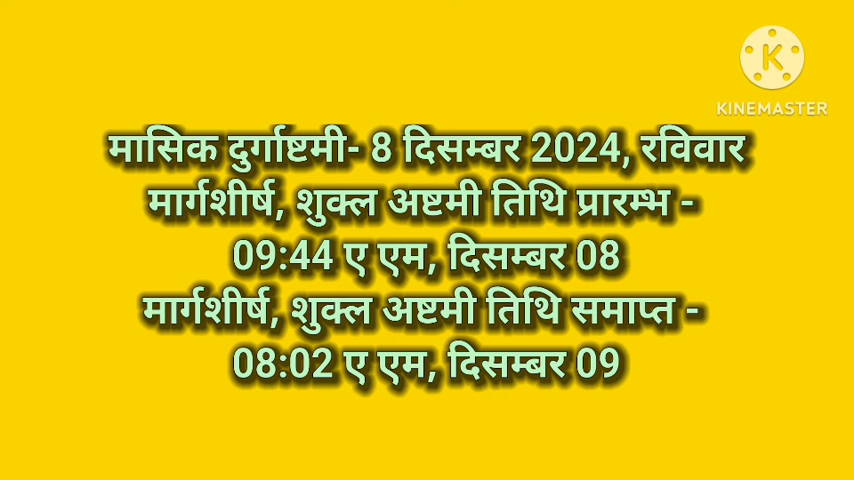 KINEMASTER
मासिक दुर्गाष्टमी- 8 दिसम्बर 2024, रविवार
मार्गशीर्ष, शुक्ल अष्टमी तिथि प्रारम्भ -
09:44 ए एम, दिसम्बर 08
मार्गशीर्ष, शुक्ल अष्टमी तिथि समाप्त -
08:02 ए एम, दिसम्बर 09